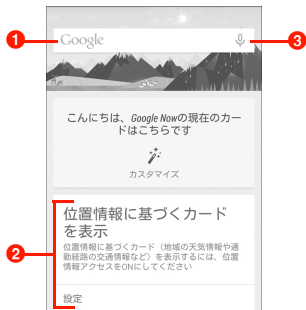 1
Google
3
こんにちは、Google Nowの現在のカー
ドはこちらです
カスタマイズ
2
位置情報に基づくカード
を表示
位置情報に基づくカード（地域の天気情報や通
勤経路の交通情報など）を表示するには、位置
情報アクセスをONにしてください
設定